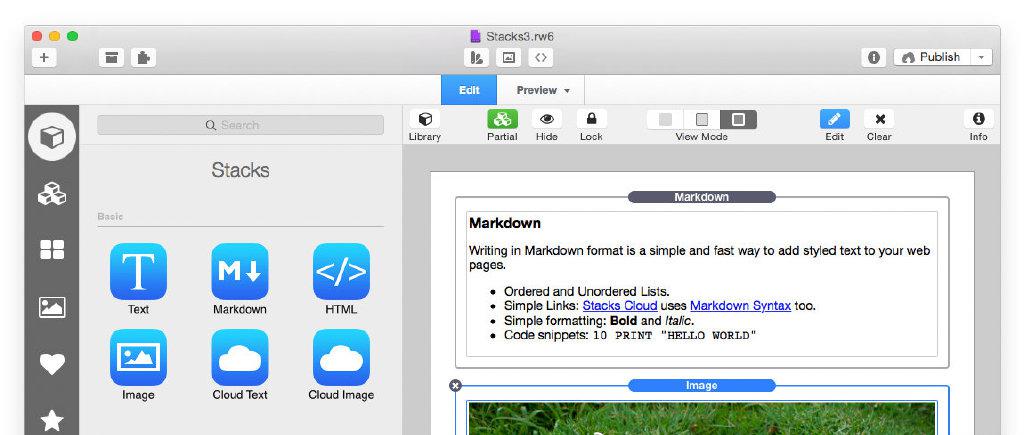 Stacks3.rw6
Publish
Edit
Preview
Search
Library
Partial
Hide
Lock
View Mode
Edit
Clear
Info
Stacks
Basic
Text
Markdown
HTML
Image
Cloud Text
Cloud Image
Markdown
Markdown
Writing in Markdown format is a simple and fast way to add styled text to your web
pages.
• Ordered and Unordered Lists.
• Simple Links: Stacks Cloud uses Markdown Syntax too.
• Simple formatting: Bold and Italic.
• Code snippets: 10 PRINT "HELLO WORLD"
Image